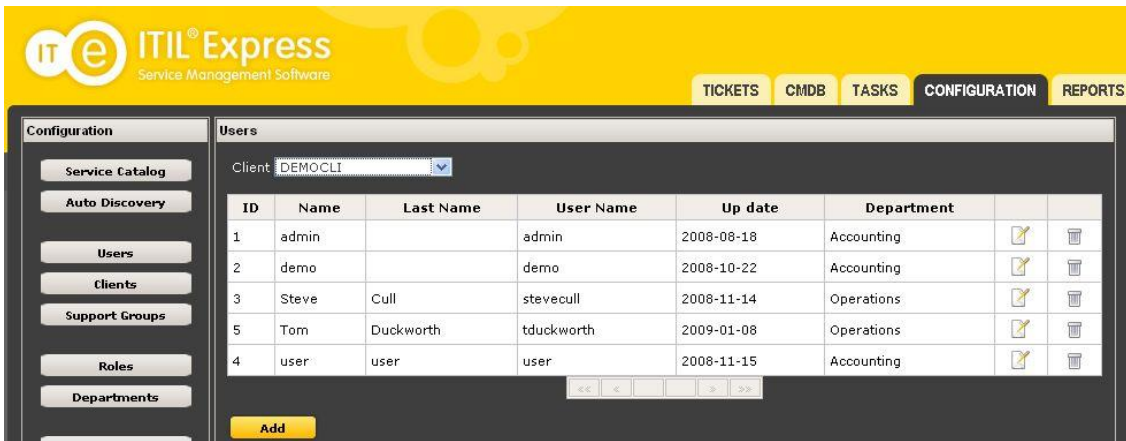 IT e ITIL® Express
Service Management Software
TICKETS CMDB TASKS CONFIGURATION REPORTS
Configuration
Users
Service Catalog
Auto Discovery
Users
Clients
Support Groups
Roles
Departments
Client DEMOCLI
ID Name Last Name User Name Up date Department
1 admin admin 2008-08-18 Accounting
2 demo demo 2008-10-22 Accounting
3 Steve Cull stevecull 2008-11-14 Operations
5 Tom Duckworth tduckworth 2009-01-08 Operations
4 user user user 2008-11-15 Accounting
<< < > >>
Add